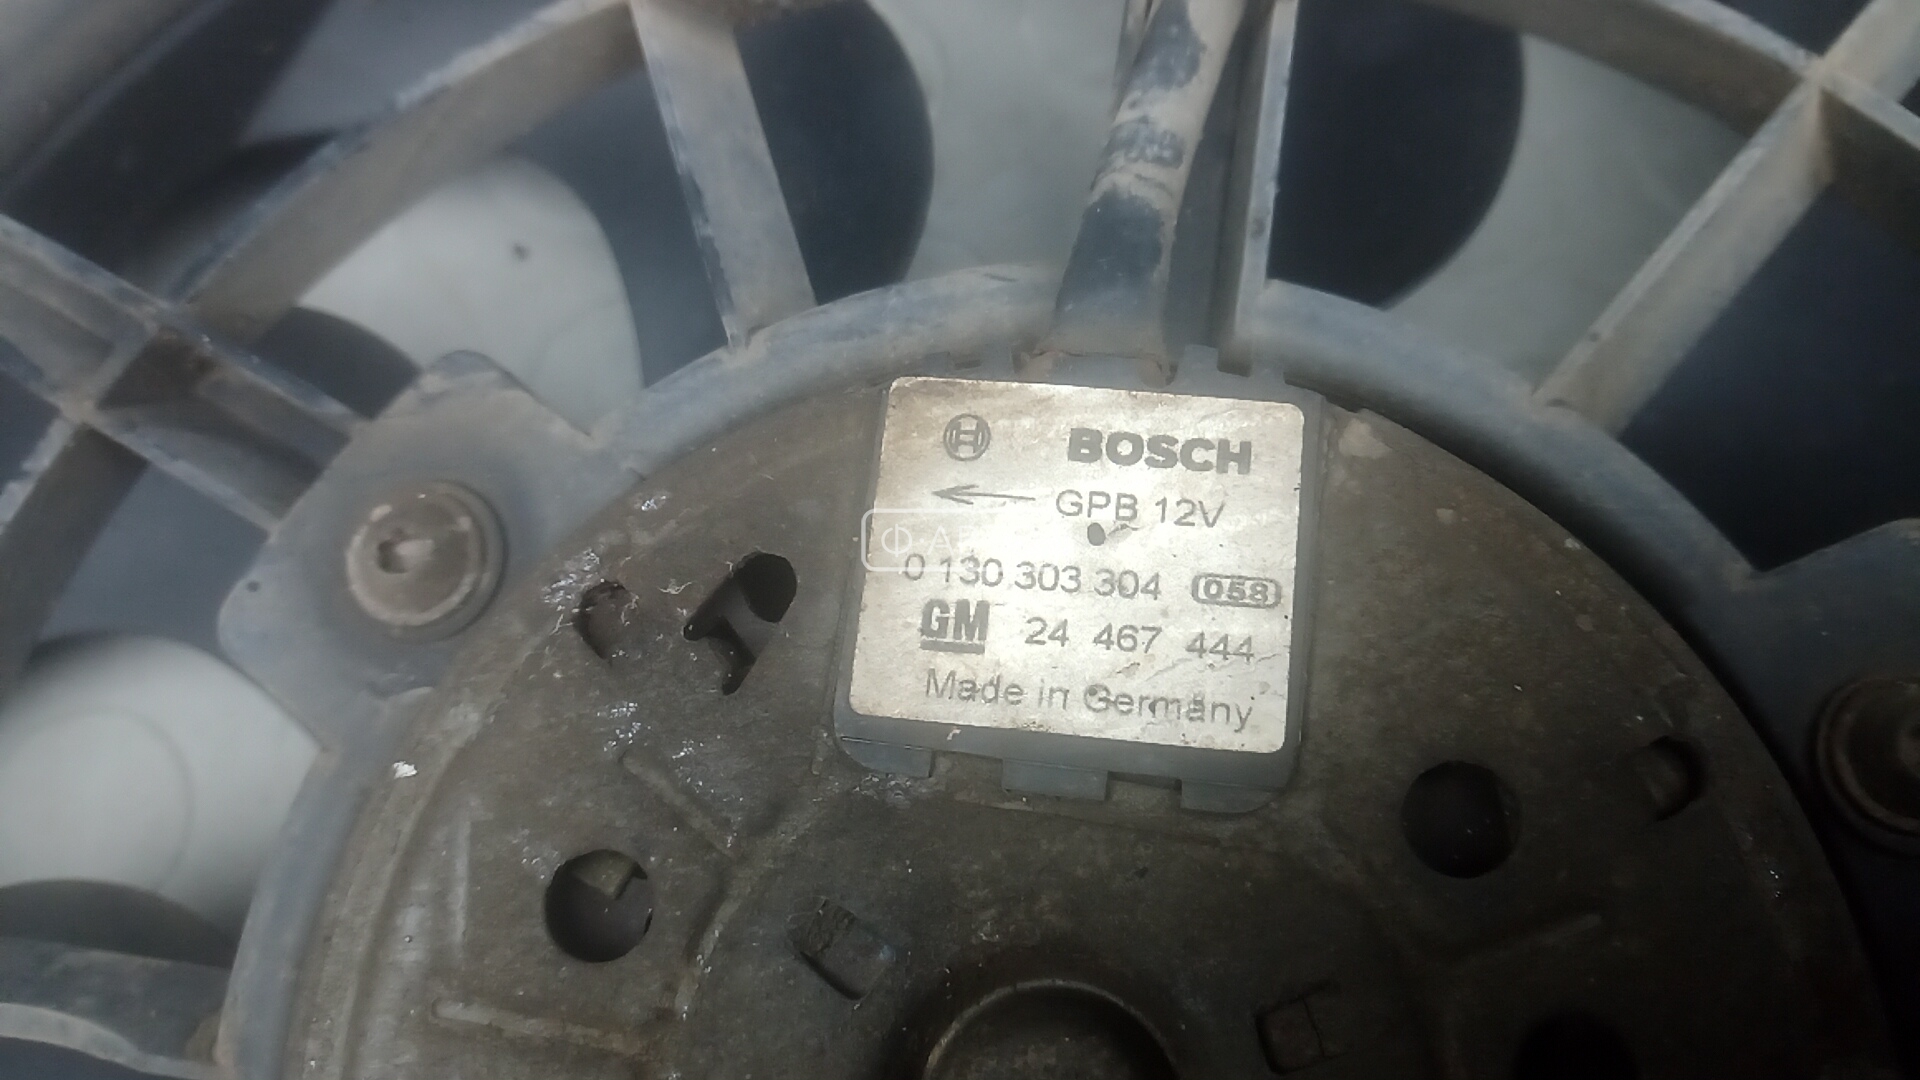 BOSCH
GPB 12V
0 130 303 304 058
GM 24 467 444
Made in Germany